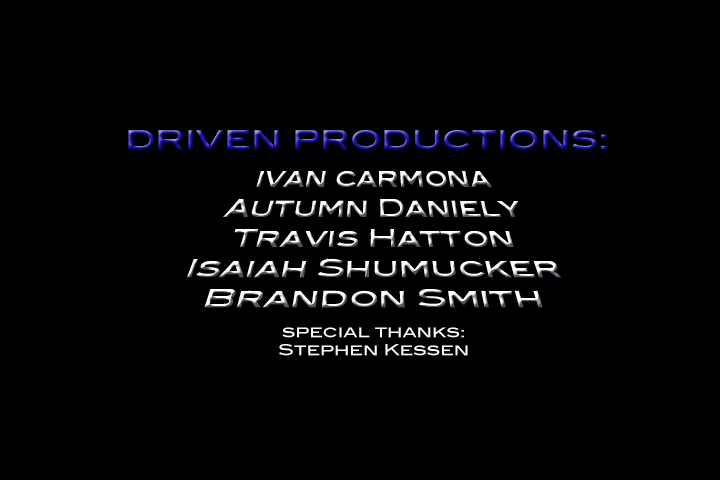 DRIVEN PRODUCTIONS:
IVAN CARMONA
AUTUMN DANIELY
TRAVIS HATTON
ISAIAH SHUMUCKER
BRANDON SMITH
SPECIAL THANKS:
STEPHEN KESSEN